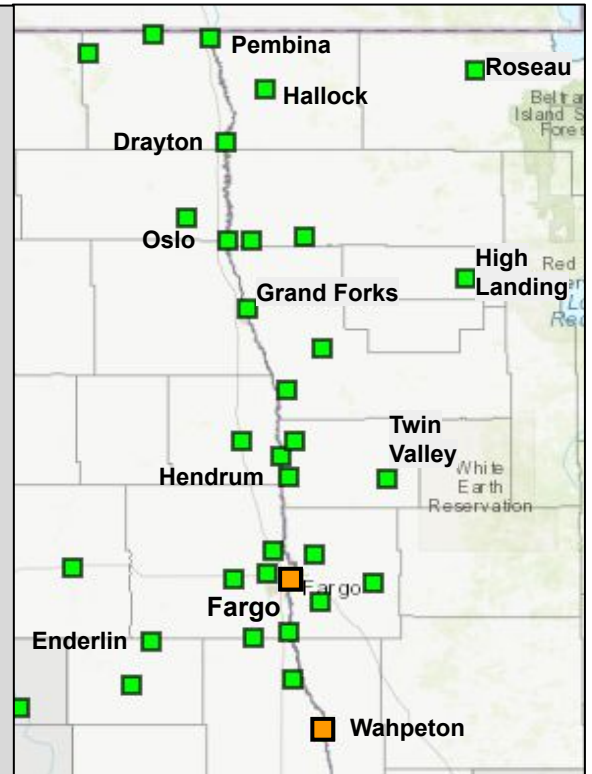 Pembina
Roseau
Hallock
Beltra
Island S
Fores
Drayton
Oslo
High
Landing
Red
Grand Forks
Twin
Valley
White
Earth
Reservation
Hendrum
Fargo
Fargo
Enderlin
Wahpeton